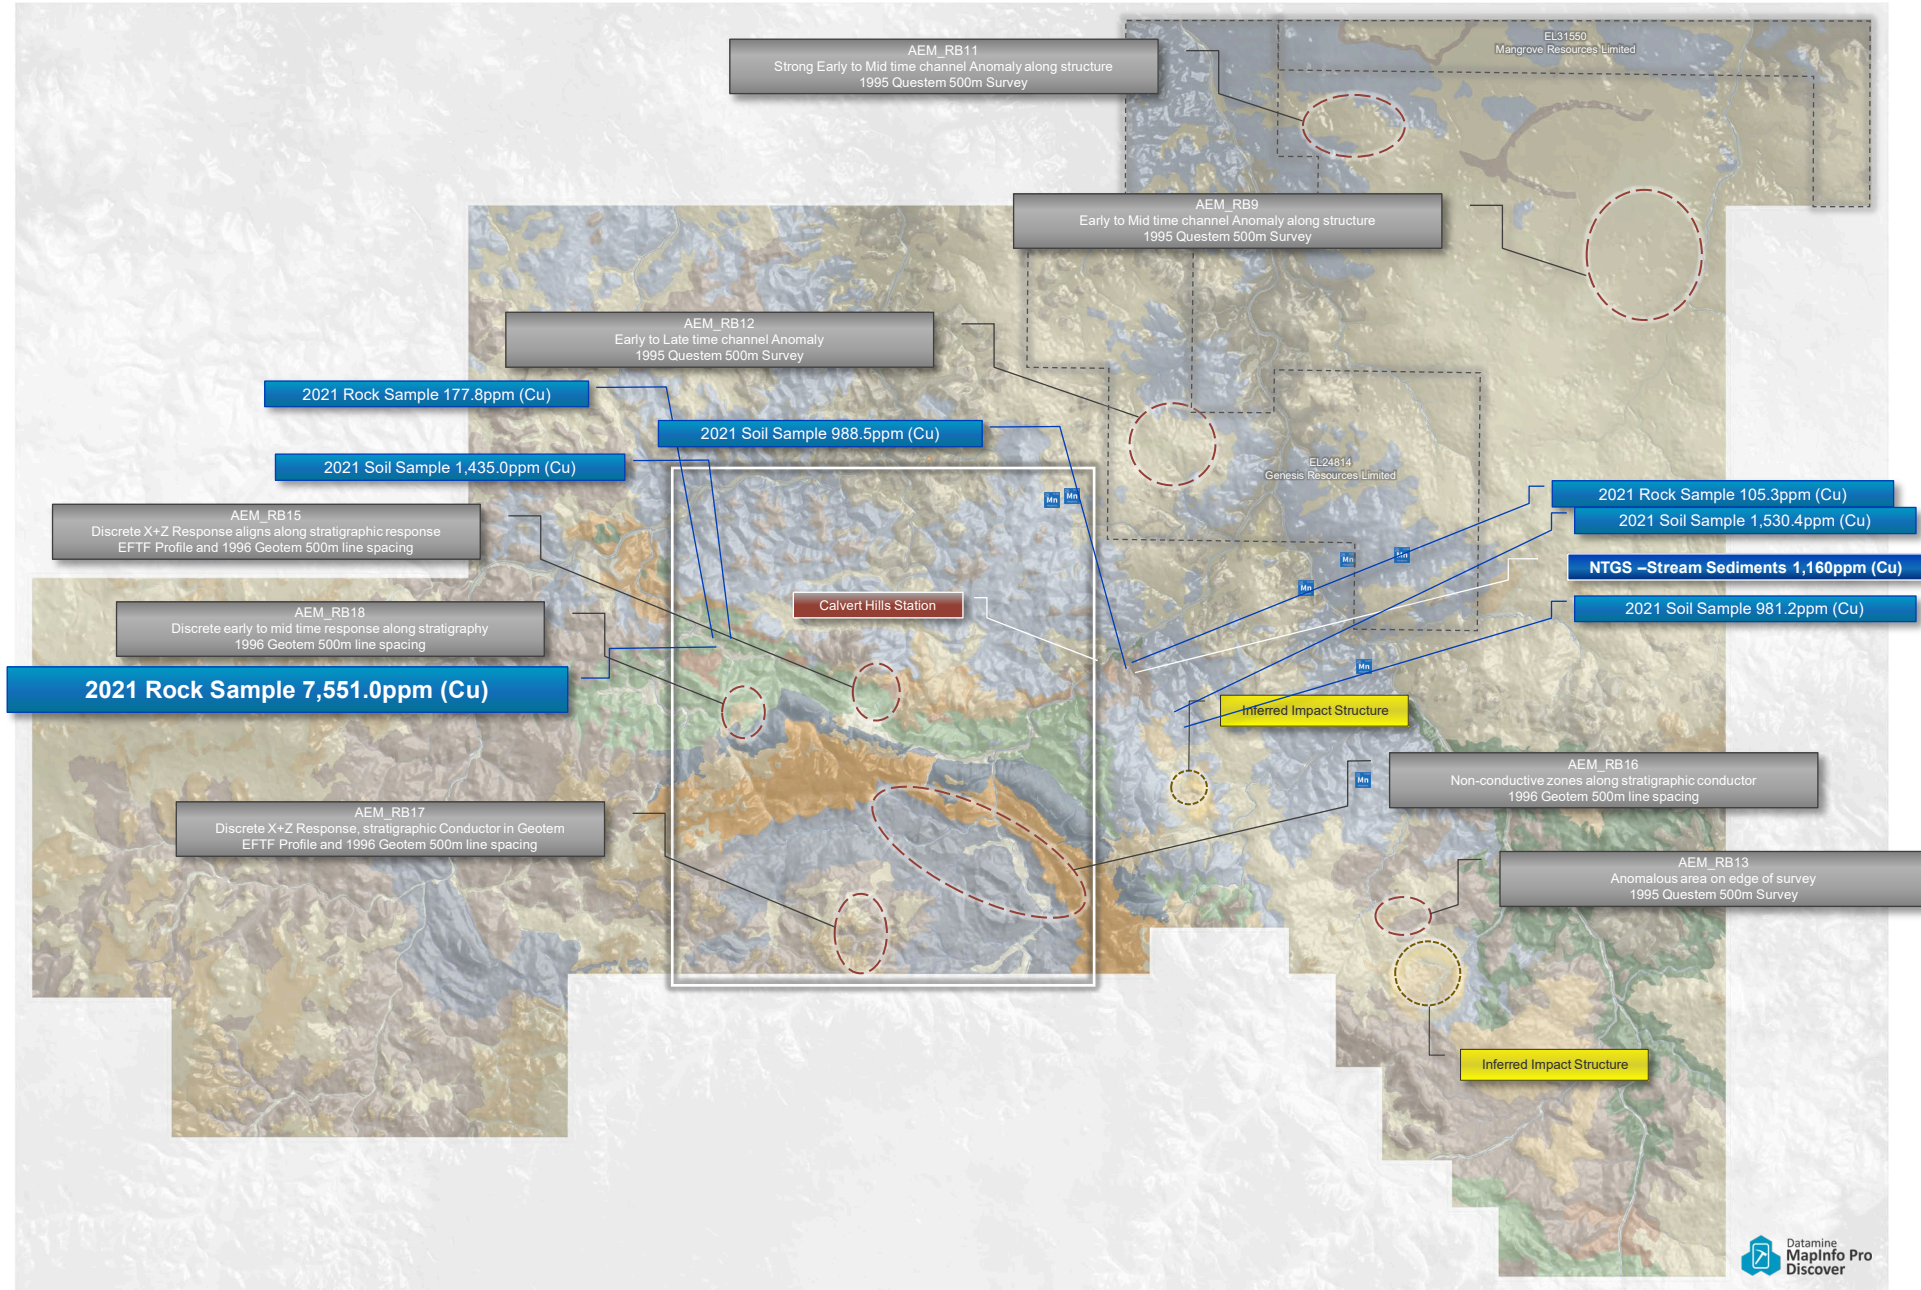 EL31550
Mangrove Resources Limited
AEM_RB11
Strong Early to Mid time channel Anomaly along structure
1995 Questem 500m Survey
AEM_RB9
Early to Mid time channel Anomaly along structure
1995 Questem 500m Survey
AEM_RB12
Early to Late time channel Anomaly
1995 Questem 500m Survey
2021 Rock Sample 177.8ppm (Cu)
2021 Soil Sample 988.5ppm (Cu)
2021 Soil Sample 1,435.0ppm (Cu)
EL24814
Genesis Resources Limited
Mn
Mn
2021 Rock Sample 105.3ppm (Cu)
2021 Soil Sample 1,530.4ppm (Cu)
AEM_RB15
Discrete X+Z Response aligns along stratigraphic response
EFTF Profile and 1996 Geotem 500m line spacing
Mn
Mn
NTGS –Stream Sediments 1,160ppm (Cu)
Mn
Calvert Hills Station
2021 Soil Sample 981.2ppm (Cu)
AEM_RB18
Discrete early to mid time response along stratigraphy
1996 Geotem 500m line spacing
Mn
2021 Rock Sample 7,551.0ppm (Cu)
Inferred Impact Structure
AEM_RB16
Non-conductive zones along stratigraphic conductor
1996 Geotem 500m line spacing
Mn
AEM_RB17
Discrete X+Z Response, stratigraphic Conductor in Geotem
EFTF Profile and 1996 Geotem 500m line spacing
AEM_RB13
Anomalous area on edge of survey
1995 Questem 500m Survey
Inferred Impact Structure
Datamine
MapInfo Pro
Discover